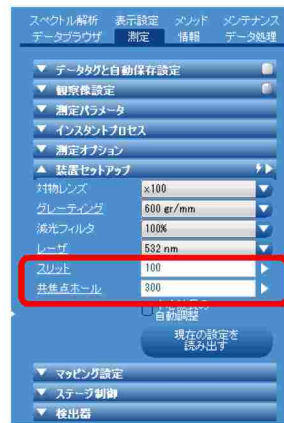 スペクトル解析 表示設定 メソッド メンテナンス
データブラウザ 測定 情報 データ処理
データタグと自動保存設定
観察像設定
測定パラメータ
インスタントプロセス
測定オプション
装置セットアップ
対物レンズ ×100
グレーティング 600 gr/mm
減光フィルタ 100%
レーザ 532 nm
スリット 100
共焦点ホール 300
自動調整
現在の設定を
読み出す
マッピング設定
ステージ制御
検出器